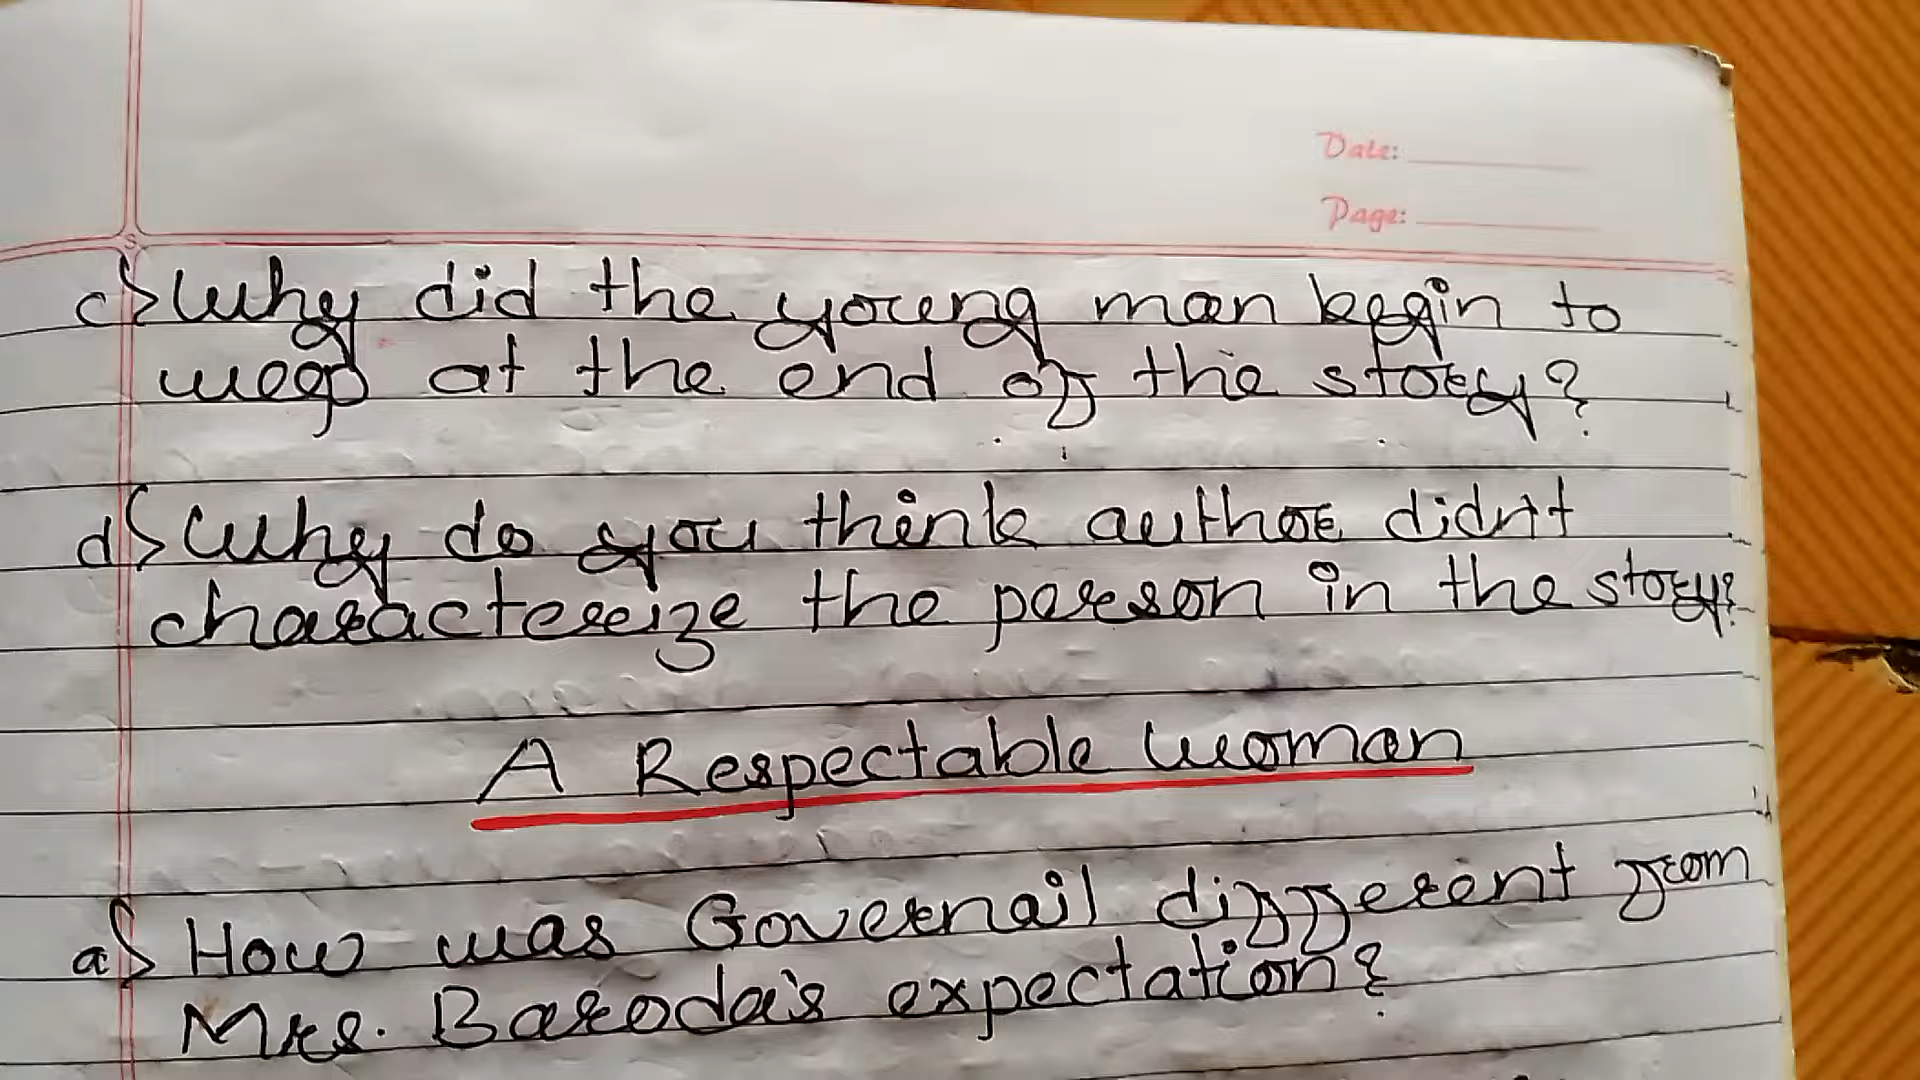 Date:
Page:
c) Why did the young man begin to
weep at the end of the story?
d) Why do you think author didn't
characterize the person in the story?
A Respectable Woman
a) How was Governail different from
Mrs. Baroda's expectation?